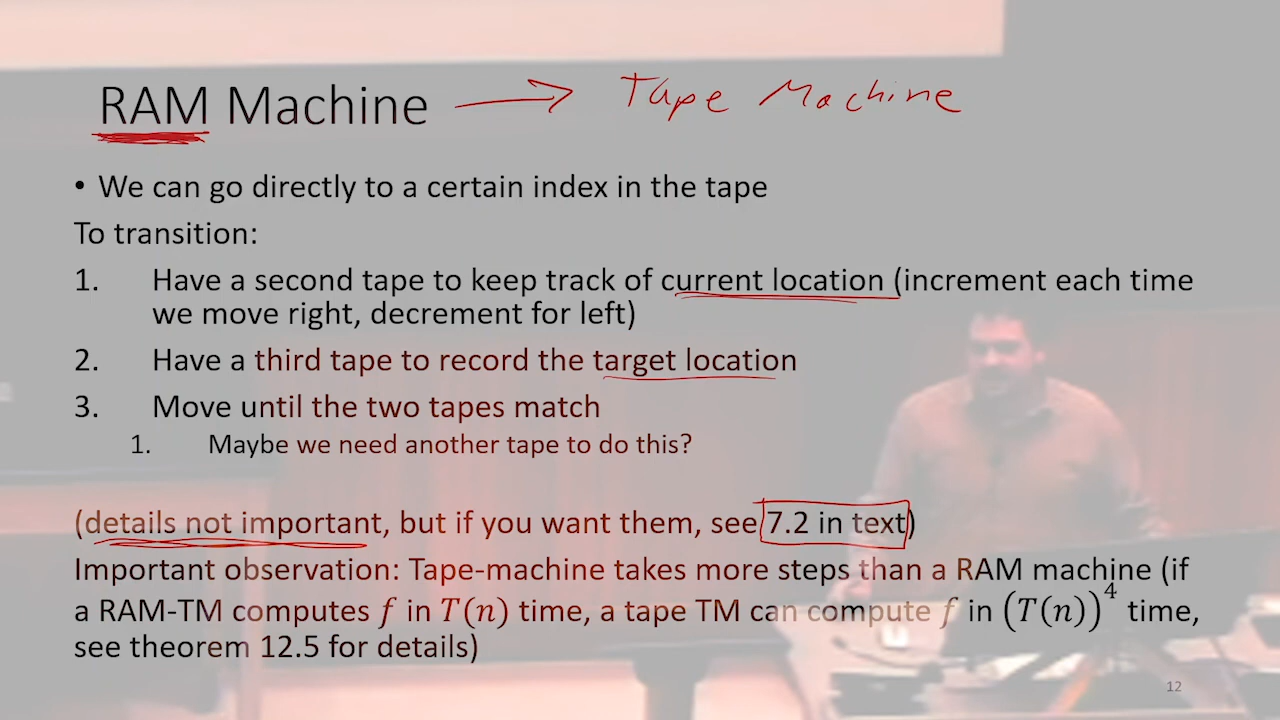 RAM Machine → Tape Machine
• We can go directly to a certain index in the tape
To transition:
1. Have a second tape to keep track of current location (increment each time
we move right, decrement for left)
2. Have a third tape to record the target location
3. Move until the two tapes match
1. Maybe we need another tape to do this?
(details not important, but if you want them, see 7.2 in text)
Important observation: Tape-machine takes more steps than a RAM machine (if
a RAM-TM computes f in T(n) time, a tape TM can compute f in (T(n))⁴ time,
see theorem 12.5 for details)
12